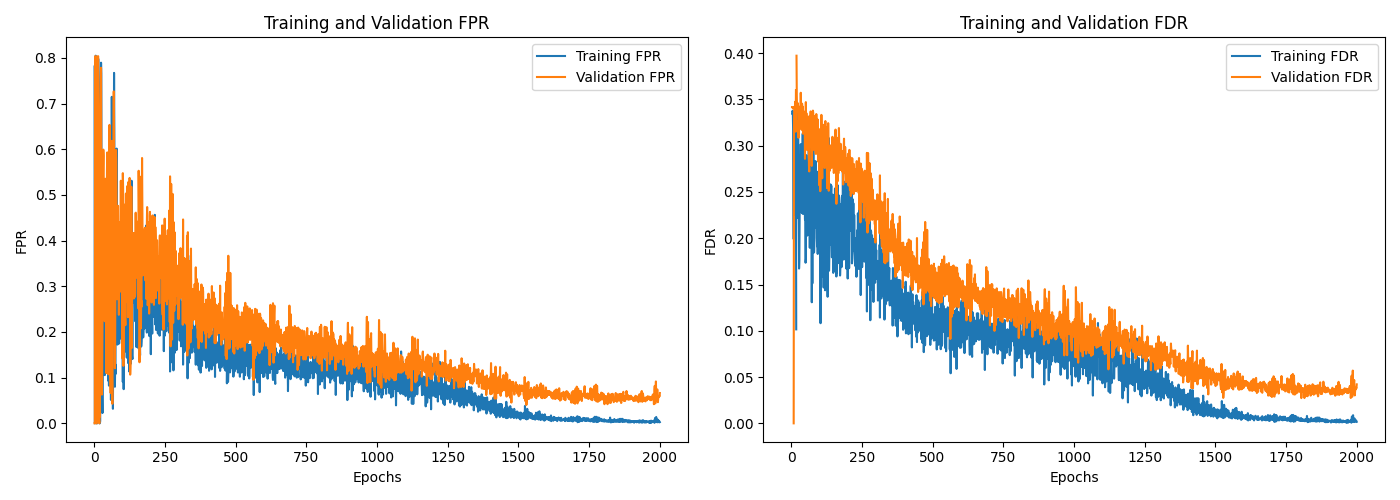 Training and Validation FPR
Training FPR
Validation FPR
FPR
0.8
0.7
0.6
0.5
0.4
0.3
0.2
0.1
0.0
0 250 500 750 1000 1250 1500 1750 2000
Epochs
Training and Validation FDR
Training FDR
Validation FDR
FDR
0.40
0.35
0.30
0.25
0.20
0.15
0.10
0.05
0.00
0 250 500 750 1000 1250 1500 1750 2000
Epochs